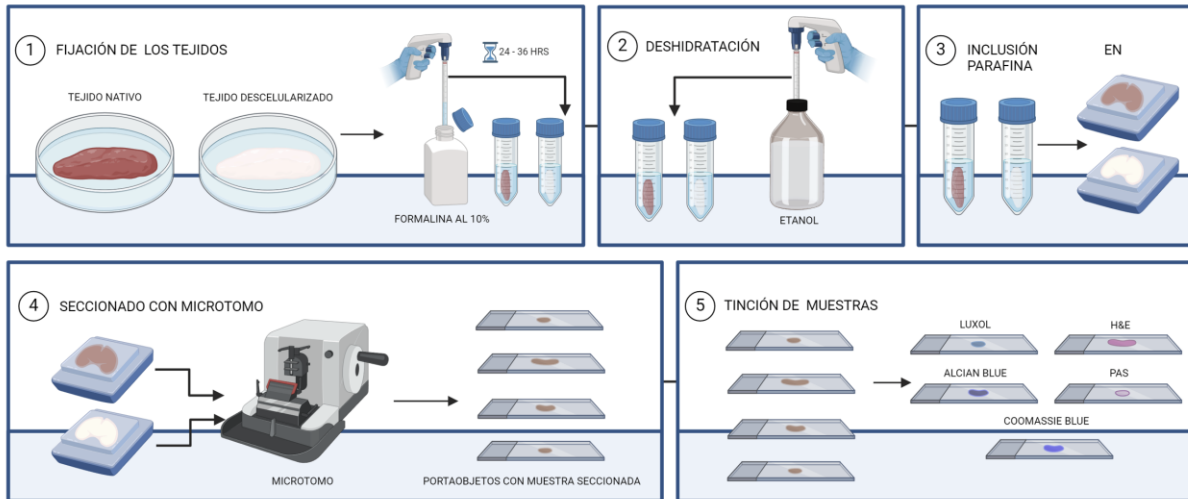 1 FIJACIÓN DE LOS TEJIDOS
24 - 36 HRS
TEJIDO NATIVO
TEJIDO DESCELULARIZADO
FORMALINA AL 10%
2 DESHIDRATACIÓN
ETANOL
3 INCLUSIÓN EN
PARAFINA
4 SECCIONADO CON MICROTOMO
MICROTOMO
PORTAOBJETOS CON MUESTRA SECCIONADA
5 TINCIÓN DE MUESTRAS
LUXOL
H&E
ALCIAN BLUE
PAS
COOMASSIE BLUE